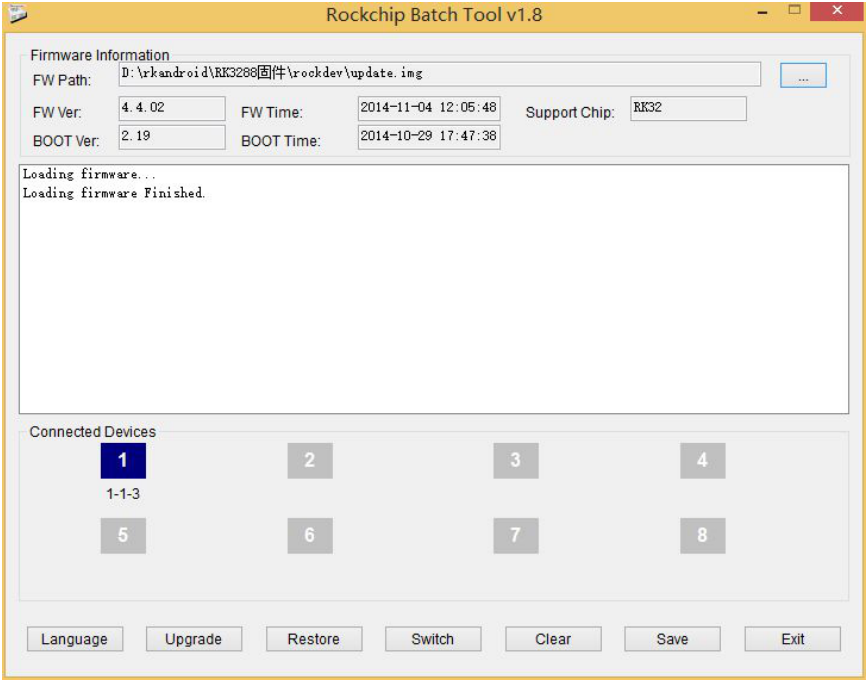 Rockchip Batch Tool v1.8
Firmware Information
FW Path: D:\rkandroid\RK3288固件\rockdev\update.img ...
FW Ver: 4.4.02 FW Time: 2014-11-04 12:05:48 Support Chip: RK32
BOOT Ver: 2.19 BOOT Time: 2014-10-29 17:47:38
Loading firmware...
Loading firmware Finished.
Connected Devices
1 2 3 4
1-1-3
5 6 7 8
Language Upgrade Restore Switch Clear Save Exit